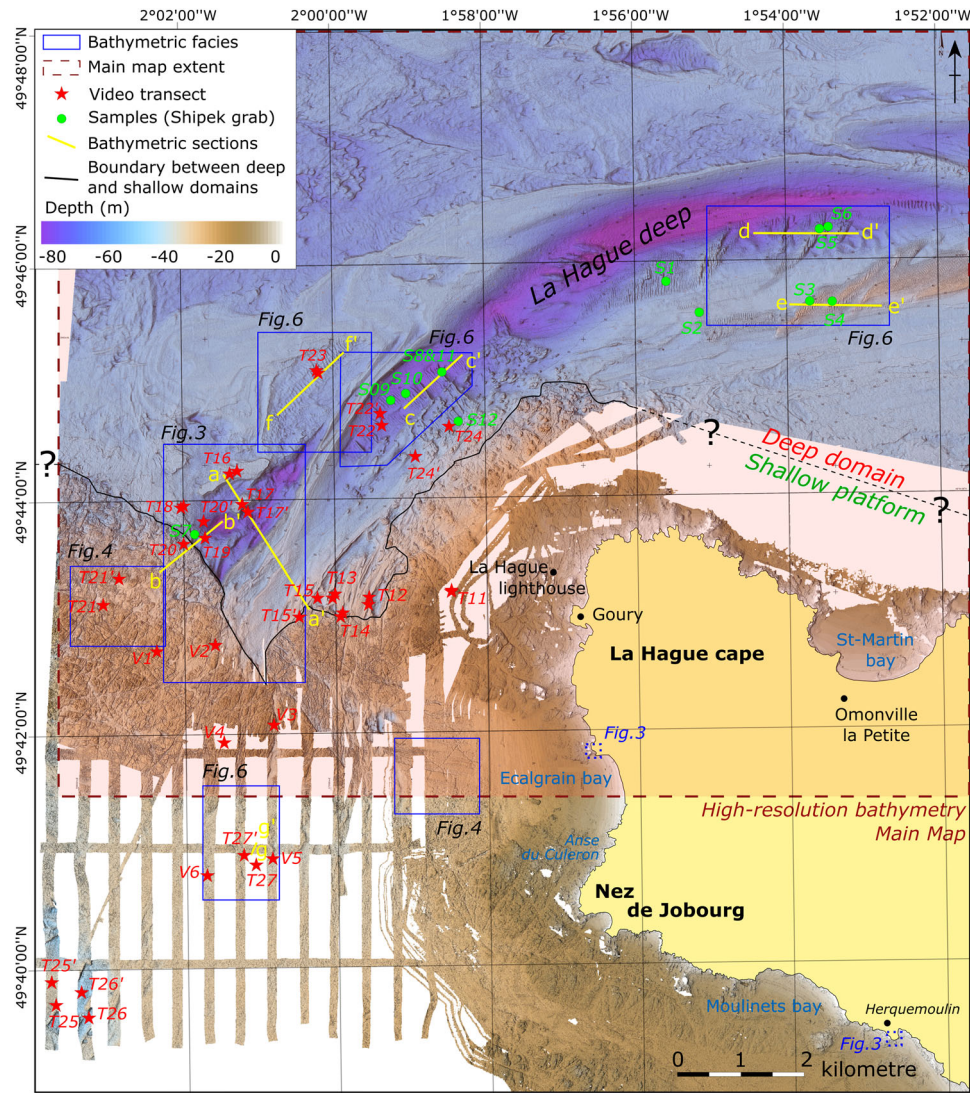 2°02'00''W
2°00'00''W
1°58'00''W
1°56'00''W
1°54'00''W
1°52'00''W
49°48'00''N
49°46'00''N
49°44'00''N
49°42'00''N
49°40'00''N
Bathymetric facies
Main map extent
Video transect
Samples (Shipek grab)
Bathymetric sections
Boundary between deep
and shallow domains
Depth (m)
-80 -60 -40 -20 0
N
La Hague deep
S6
d
d'
S5
S1
S3
e
e'
S4
S2
Fig.6
Fig.6
f'
T23
f
Fig.6
S8&11
c'
S10
S09
c
T22'
T22
S12
T24
T24'
?
?
?
Deep domain
Shallow platform
Fig.3
T16
a
T17
T17'
T18
T20'
b'
T20
T19
b
Fig.4
T21'
T21
T15
T13
T12
T15'
a'
T14
T11
V1
V2
V3
V4
La Hague
lighthouse
Goury
La Hague cape
St-Martin
bay
Omonville
la Petite
Fig.3
Ecalgrain bay
Fig.4
High-resolution bathymetry
Main Map
Fig.6
g'
T27'
g
V5
V6
T27
Anse
du Culeron
Nez
de Jobourg
T25'
T26'
T25
T26
Moulinets bay
Herquemoulin
Fig.3
0 1 2
kilometre